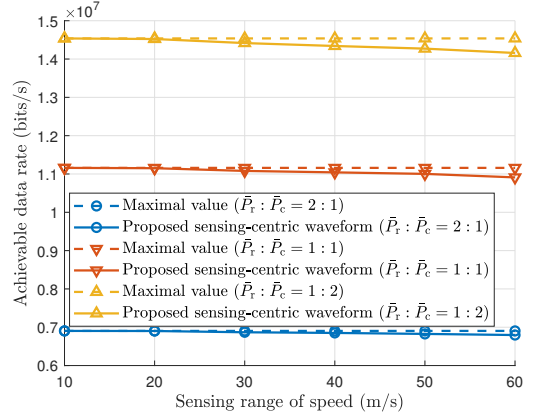 ×10⁷
1.5
1.4
1.3
1.2
1.1
1
0.9
0.8
0.7
0.6
Achievable data rate (bits/s)
Maximal value (P̄r : P̄c = 2 : 1)
Proposed sensing-centric waveform (P̄r : P̄c = 2 : 1)
Maximal value (P̄r : P̄c = 1 : 1)
Proposed sensing-centric waveform (P̄r : P̄c = 1 : 1)
Maximal value (P̄r : P̄c = 1 : 2)
Proposed sensing-centric waveform (P̄r : P̄c = 1 : 2)
10 20 30 40 50 60
Sensing range of speed (m/s)